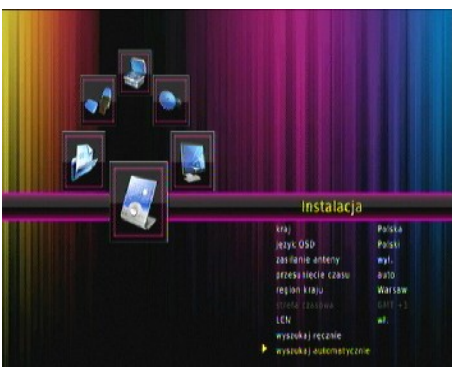 Instalacja
kraj Polska
język OSD Polski
zasilanie anteny wył.
przesunięcie czasu auto
region kraju Warsaw
strefa czasowa GMT +1
LCN wł.
wyszukaj ręcznie
wyszukaj automatycznie